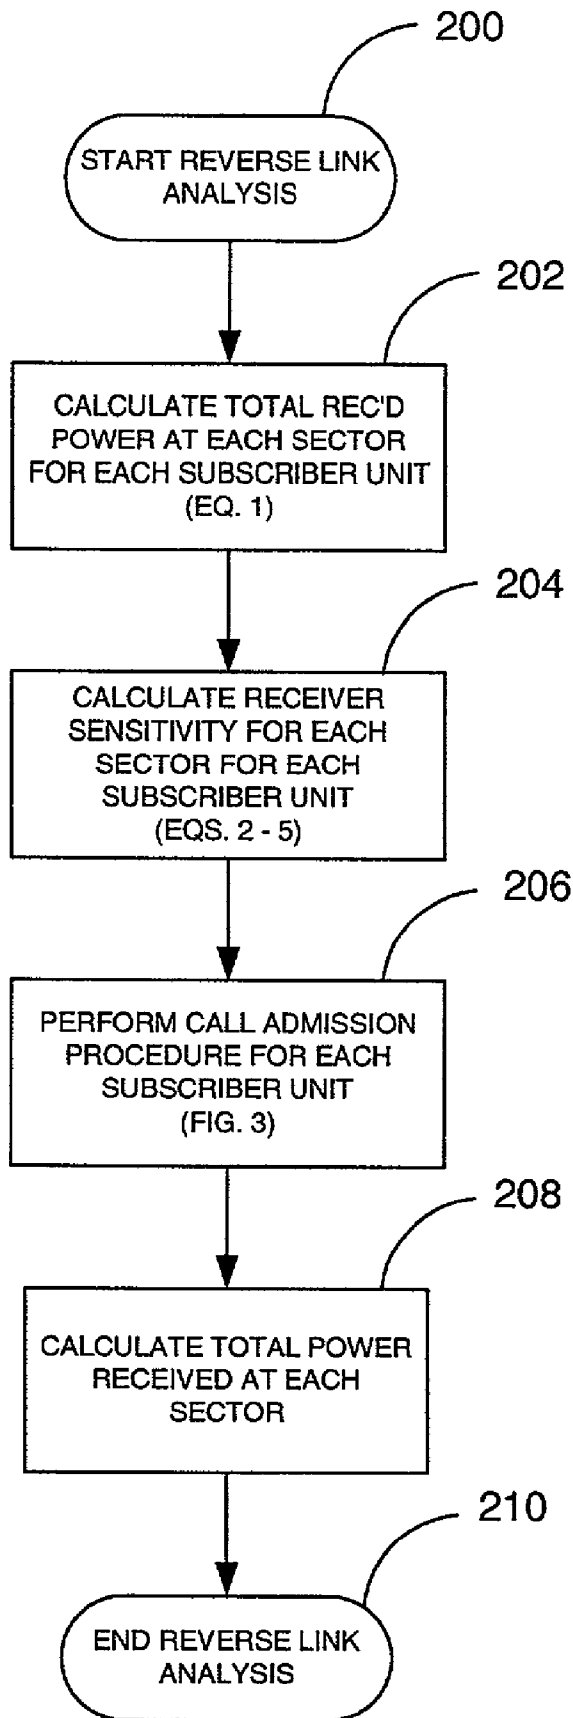 200
START REVERSE LINK
ANALYSIS
202
CALCULATE TOTAL REC'D
POWER AT EACH SECTOR
FOR EACH SUBSCRIBER UNIT
(EQ. 1)
204
CALCULATE RECEIVER
SENSITIVITY FOR EACH
SECTOR FOR EACH
SUBSCRIBER UNIT
(EQS. 2 - 5)
206
PERFORM CALL ADMISSION
PROCEDURE FOR EACH
SUBSCRIBER UNIT
(FIG. 3)
208
CALCULATE TOTAL POWER
RECEIVED AT EACH
SECTOR
210
END REVERSE LINK
ANALYSIS